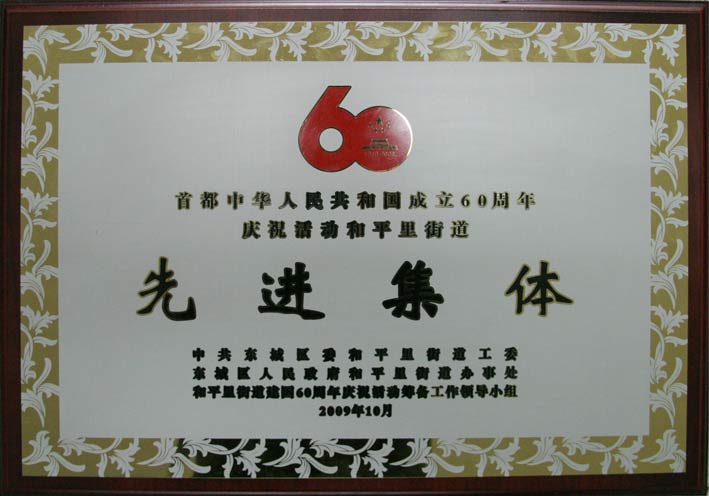 60
1949-2009
首都中华人民共和国成立60周年
庆祝活动和平里街道
先进集体
中共东城区委和平里街道工委
东城区人民政府和平里街道办事处
和平里街道建国60周年庆祝活动筹备工作领导小组
2009年10月